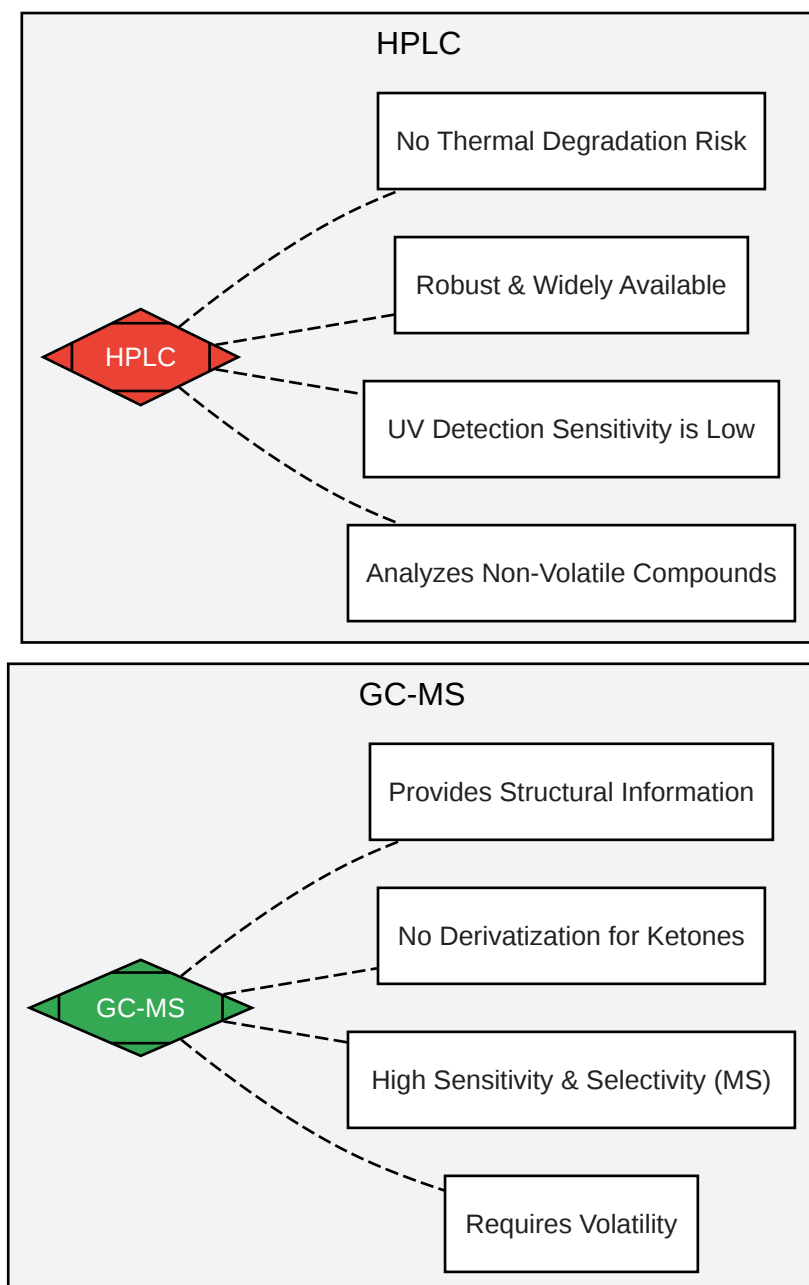 HPLC
No Thermal Degradation Risk
Robust & Widely Available
HPLC
UV Detection Sensitivity is Low
Analyzes Non-Volatile Compounds
GC-MS
Provides Structural Information
No Derivatization for Ketones
GC-MS
High Sensitivity & Selectivity (MS)
Requires Volatility